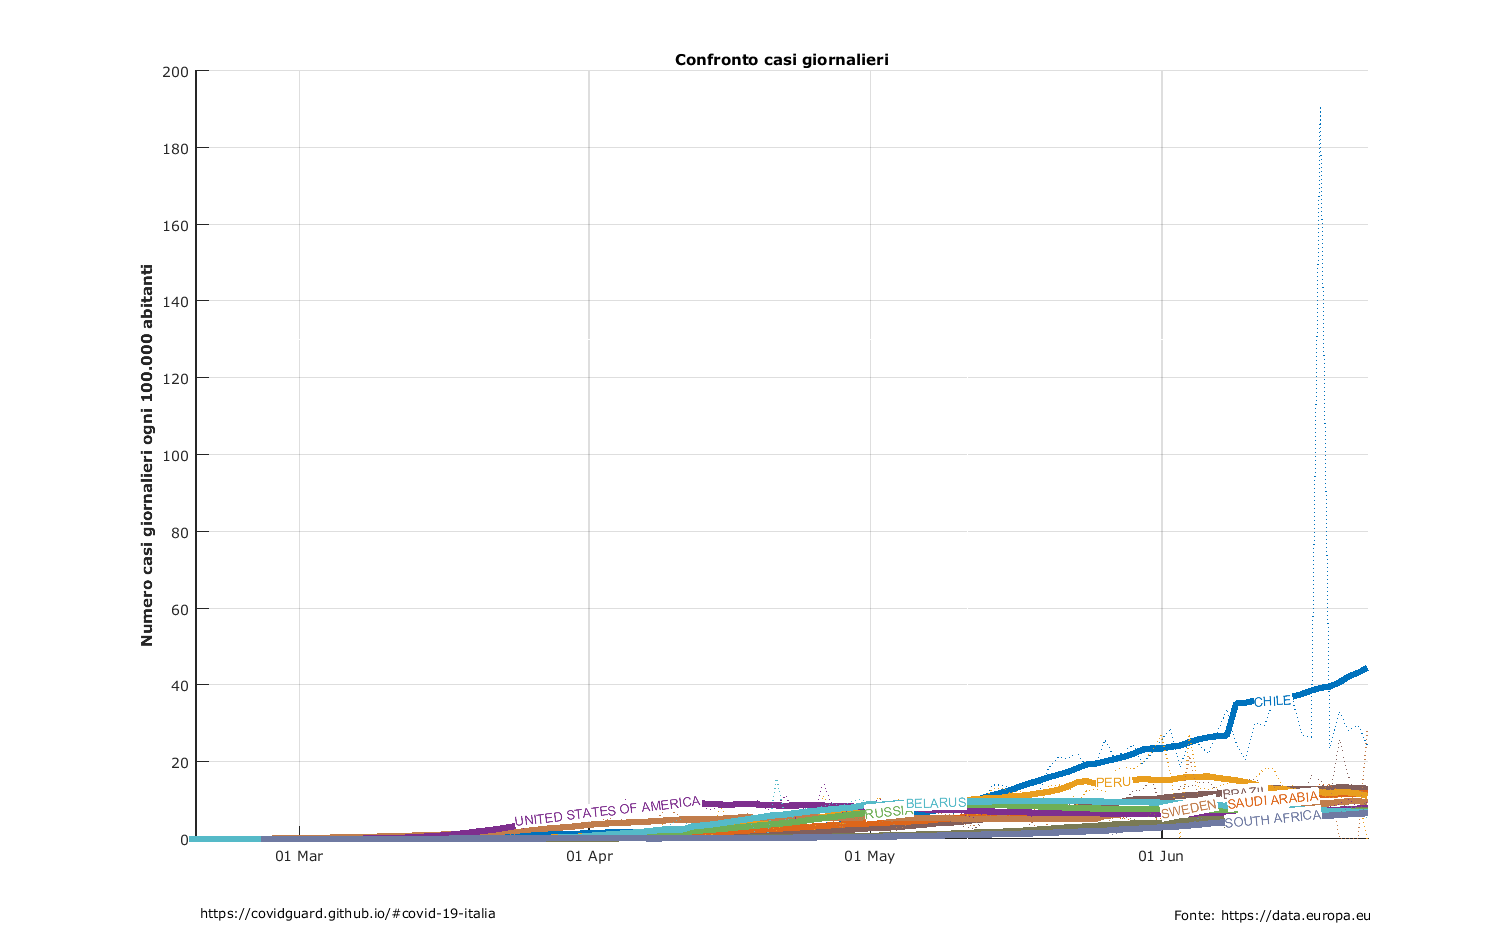 Confronto casi giornalieri
Numero casi giornalieri ogni 100.000 abitanti
200
180
160
140
120
100
80
60
40
20
0
CHILE
PERU
BRAZIL
UNITED STATES OF AMERICA
BELARUS
RUSSI
SWEDEN
SAUDI ARABIA
SOUTH AFRICA
01 Mar
01 Apr
01 May
01 Jun
https://covidguard.github.io/#covid-19-italia
Fonte: https://data.europa.eu